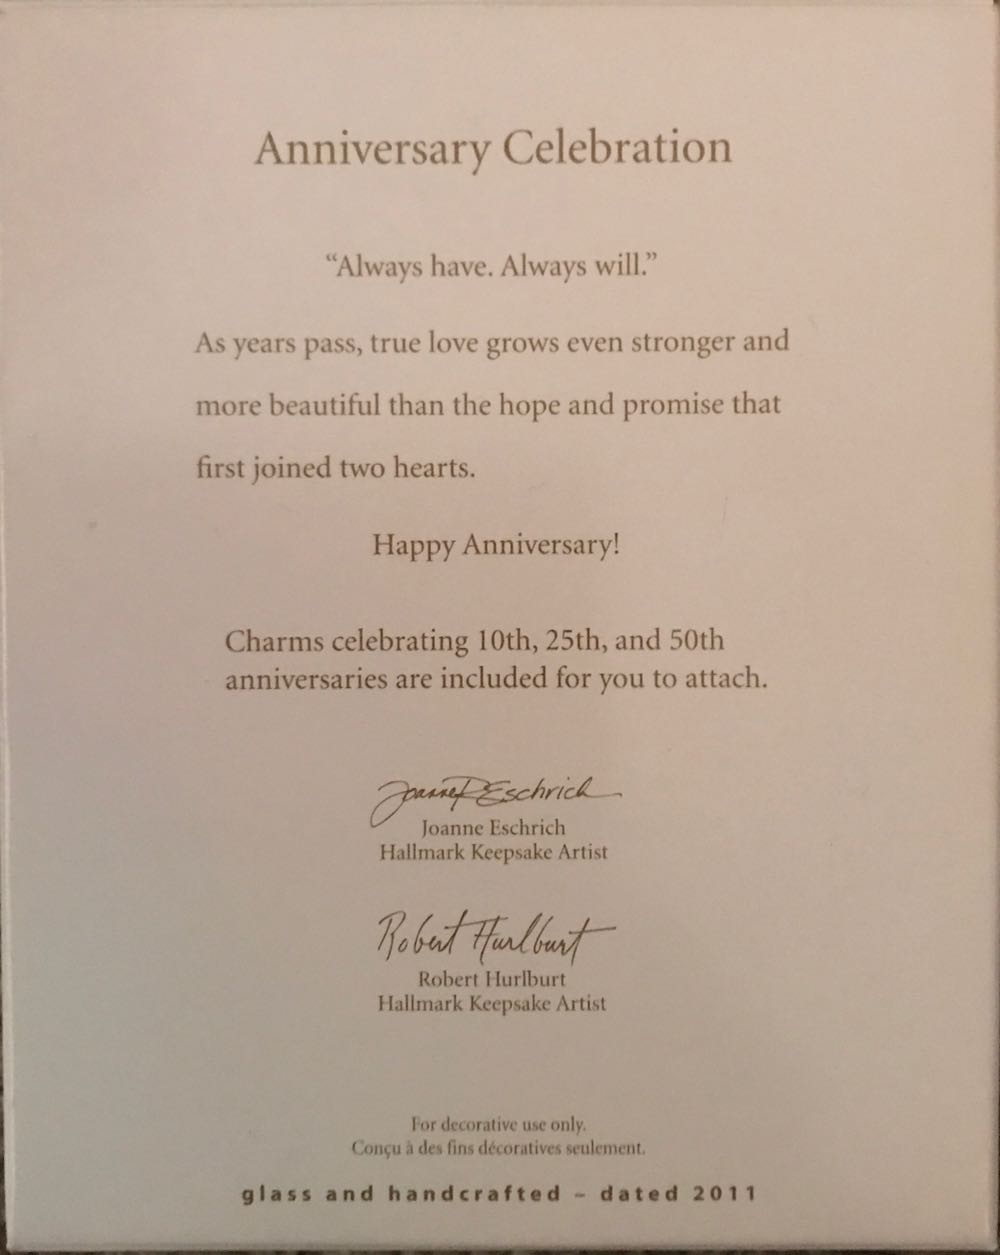 Anniversary Celebration
“Always have. Always will.”
As years pass, true love grows even stronger and
more beautiful than the hope and promise that
first joined two hearts.
Happy Anniversary!
Charms celebrating 10th, 25th, and 50th
anniversaries are included for you to attach.
Joanne Eschrich
Joanne Eschrich
Hallmark Keepsake Artist
Robert Hurlburt
Robert Hurlburt
Hallmark Keepsake Artist
For decorative use only.
Conçu à des fins décoratives seulement.
glass and handcrafted – dated 2011